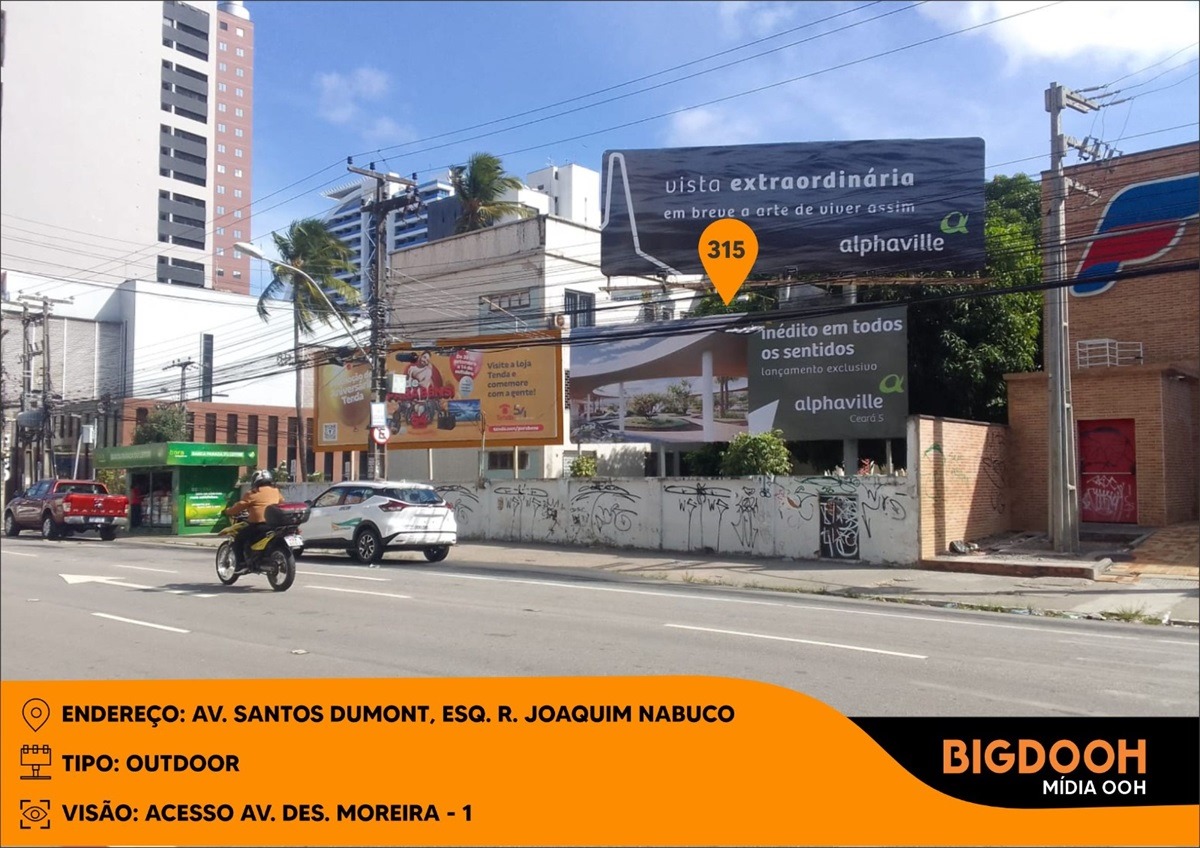 vista extraordinária
em breve a arte de viver assim
alphaville
315
inédito em todos
os sentidos
lançamento exclusivo
alphaville
Ceará 5
Visite a loja
Tenda e
comemore
com a gente!
ENDEREÇO: AV. SANTOS DUMONT, ESQ. R. JOAQUIM NABUCO
TIPO: OUTDOOR
VISÃO: ACESSO AV. DES. MOREIRA - 1
BIGDOOH
MÍDIA OOH